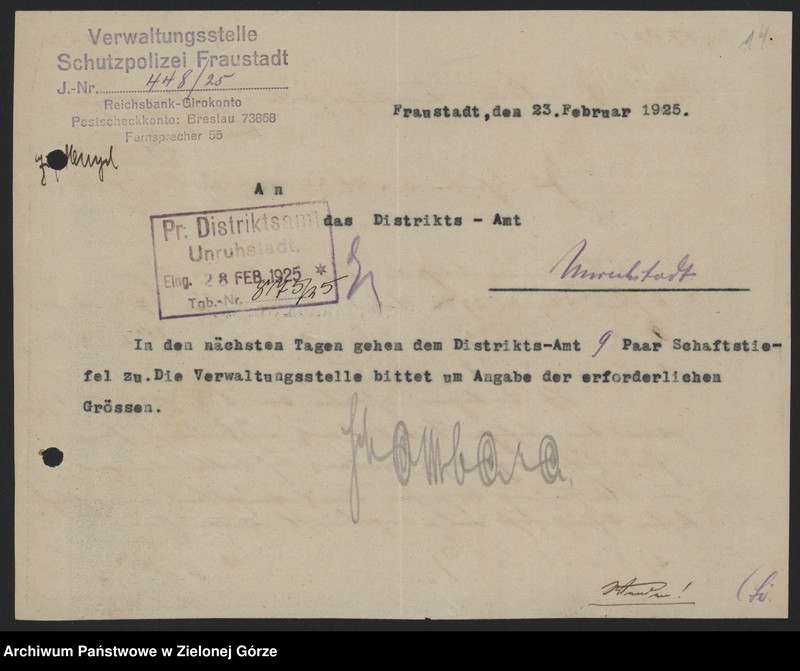 14.
Verwaltungsstelle
Schutzpolizei Fraustadt
J.-Nr. 448/25
Reichsbank-Girokonto
Postscheckkonto: Breslau 73868
Fernsprecher 55
Fraustadt,den 23.Februar 1925.
An
das Distrikts - Amt
Unruhstadt
Pr. Distriktsamt
Unruhstadt.
Eing. 28 FEB. 1925 *
Tgb.-Nr.
In den nächsten Tagen gehen dem Distrikts-Amt 9 Paar Schaftstie-
fel zu.Die Verwaltungsstelle bittet um Angabe der erforderlichen
Grössen.
Archiwum Państwowe w Zielonej Górze